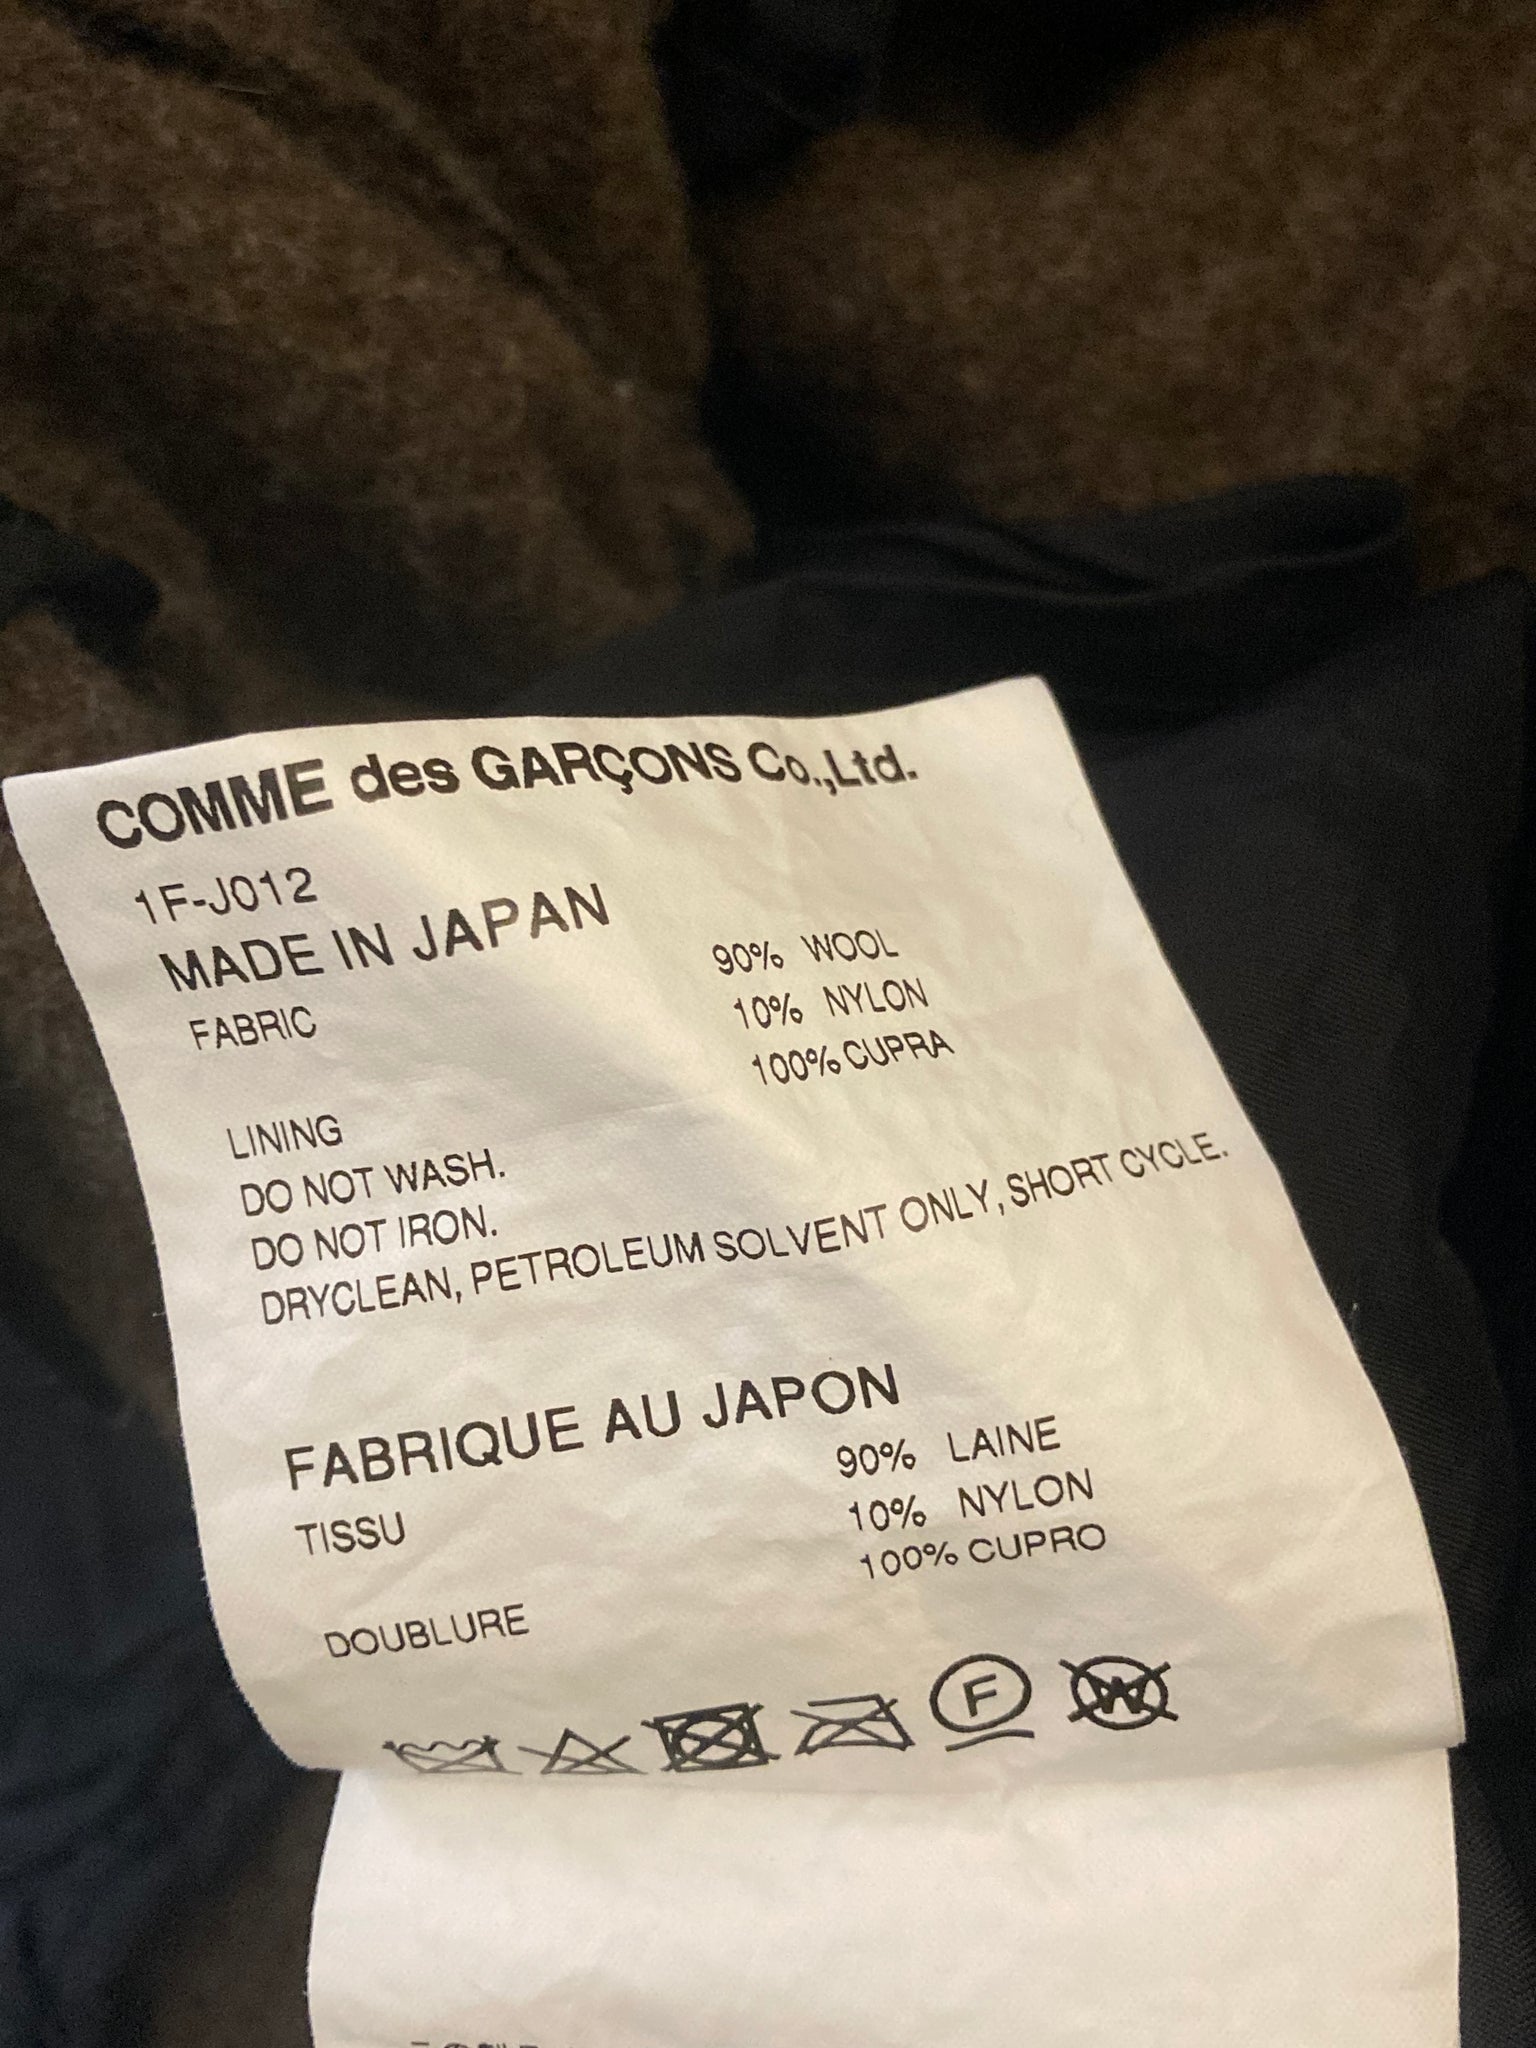 COMME des GARÇONS Co.,Ltd.
1F-J012
MADE IN JAPAN
FABRIC 90% WOOL
10% NYLON
100% CUPRA
LINING
DO NOT WASH.
DO NOT IRON.
DRYCLEAN, PETROLEUM SOLVENT ONLY, SHORT CYCLE.
FABRIQUE AU JAPON
TISSU 90% LAINE
10% NYLON
100% CUPRO
DOUBLURE
F W